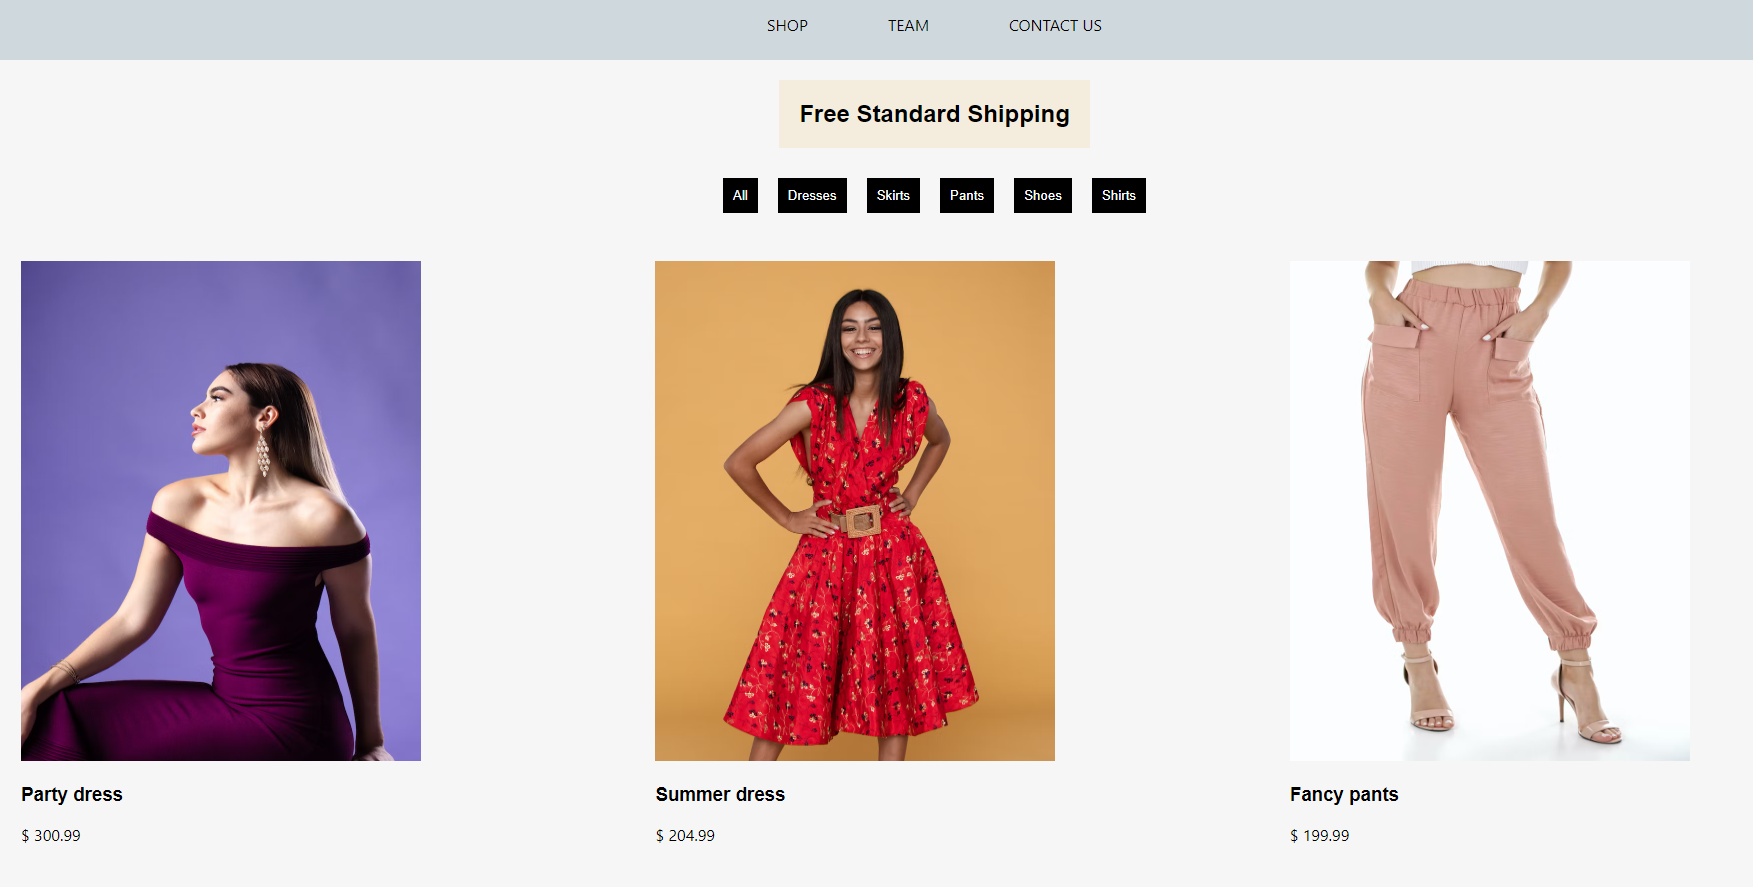 SHOP TEAM CONTACT US
Free Standard Shipping
All Dresses Skirts Pants Shoes Shirts
Party dress
$ 300.99
Summer dress
$ 204.99
Fancy pants
$ 199.99